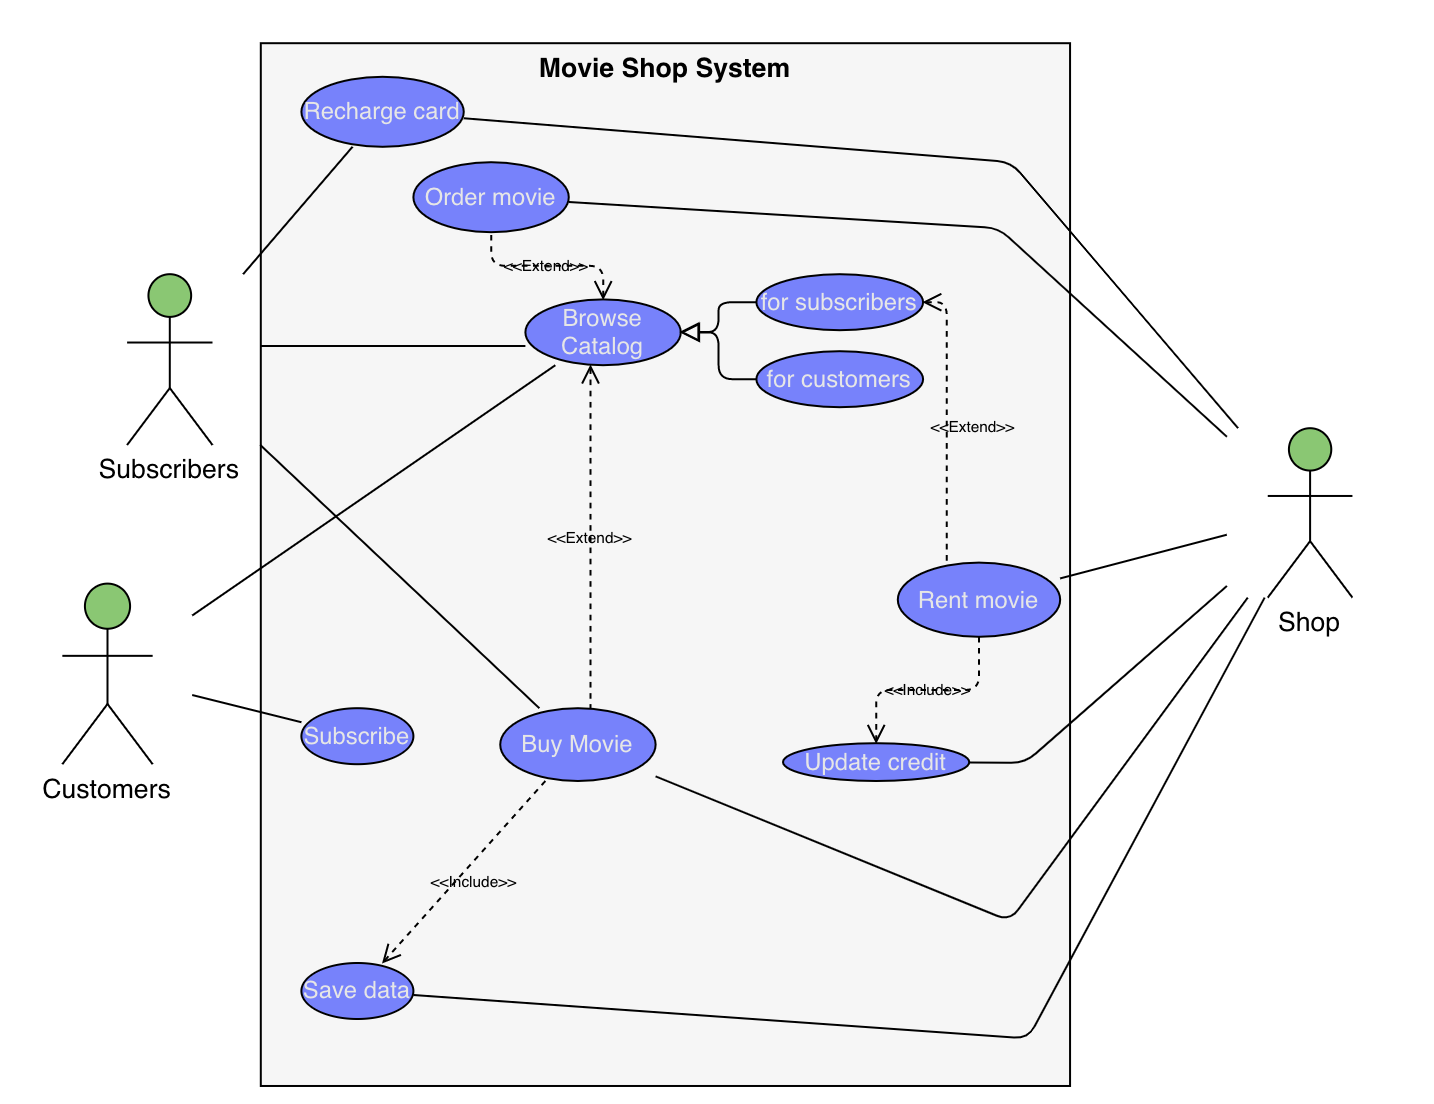 Movie Shop System
Recharge card
Order movie
<<Extend>>
Browse
Catalog
for subscribers
for customers
<<Extend>>
Subscribers
<<Extend>>
Rent movie
Shop
<<Include>>
Subscribe
Buy Movie
Update credit
Customers
<<Include>>
Save data